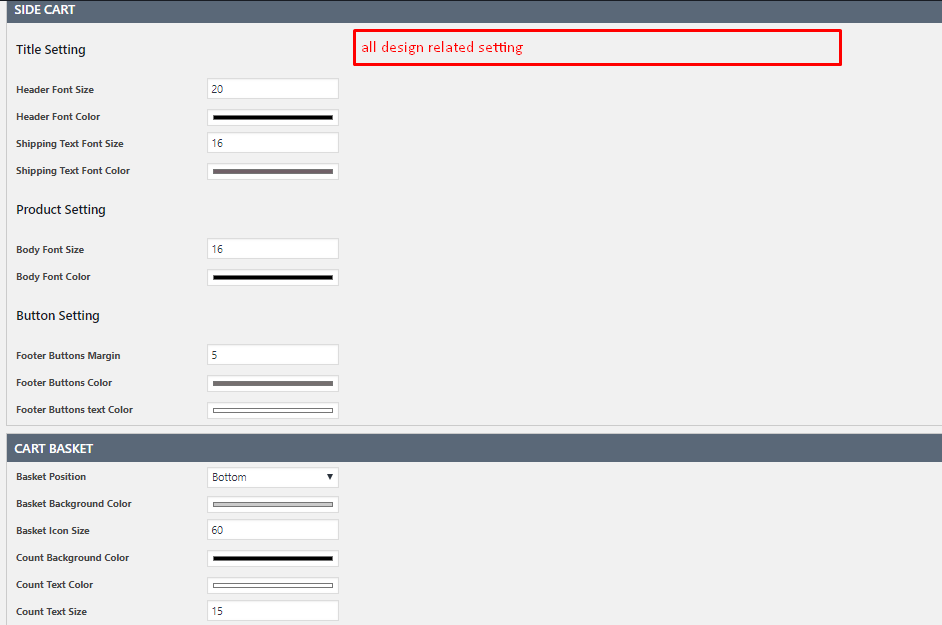 SIDE CART
Title Setting
all design related setting
Header Font Size 20
Header Font Color
Shipping Text Font Size 16
Shipping Text Font Color
Product Setting
Body Font Size 16
Body Font Color
Button Setting
Footer Buttons Margin 5
Footer Buttons Color
Footer Buttons text Color
CART BASKET
Basket Position Bottom
Basket Background Color
Basket Icon Size 60
Count Background Color
Count Text Color
Count Text Size 15